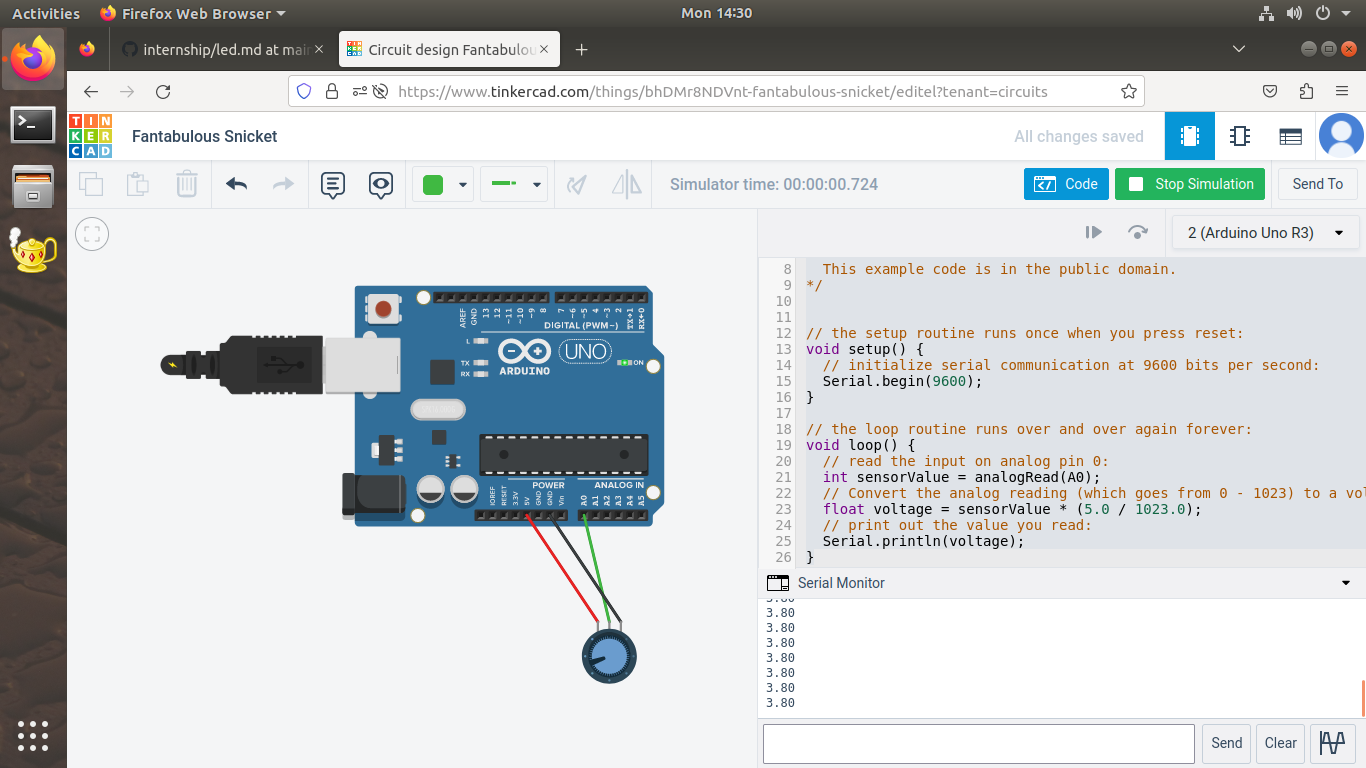 Activities Firefox Web Browser Mon 14:30
internship/led.md at mai Circuit design Fantabulou
https://www.tinkercad.com/things/bhDMr8NDVnt-fantabulous-snicket/editel?tenant=circuits
TIN
KER
CAD
Fantabulous Snicket All changes saved
Simulator time: 00:00:00.724 Code Stop Simulation Send To
2 (Arduino Uno R3)
AREF GND 13 12 ~11 ~10 ~9 8 7 ~6 ~5 4 ~3 2 TX→1 RX←0
DIGITAL (PWM~)
L
TX
RX
ARDUINO
UNO
ON
POWER ANALOG IN
IOREF RESET 3.3V 5V GND GND Vin A0 A1 A2 A3 A4 A5
8 This example code is in the public domain.
9 */
10
11
12 // the setup routine runs once when you press reset:
13 void setup() {
14 // initialize serial communication at 9600 bits per second:
15 Serial.begin(9600);
16 }
17
18 // the loop routine runs over and over again forever:
19 void loop() {
20 // read the input on analog pin 0:
21 int sensorValue = analogRead(A0);
22 // Convert the analog reading (which goes from 0 - 1023) to a vol
23 float voltage = sensorValue * (5.0 / 1023.0);
24 // print out the value you read:
25 Serial.println(voltage);
26 }
Serial Monitor
3.80
3.80
3.80
3.80
3.80
3.80
3.80
3.80
Send Clear